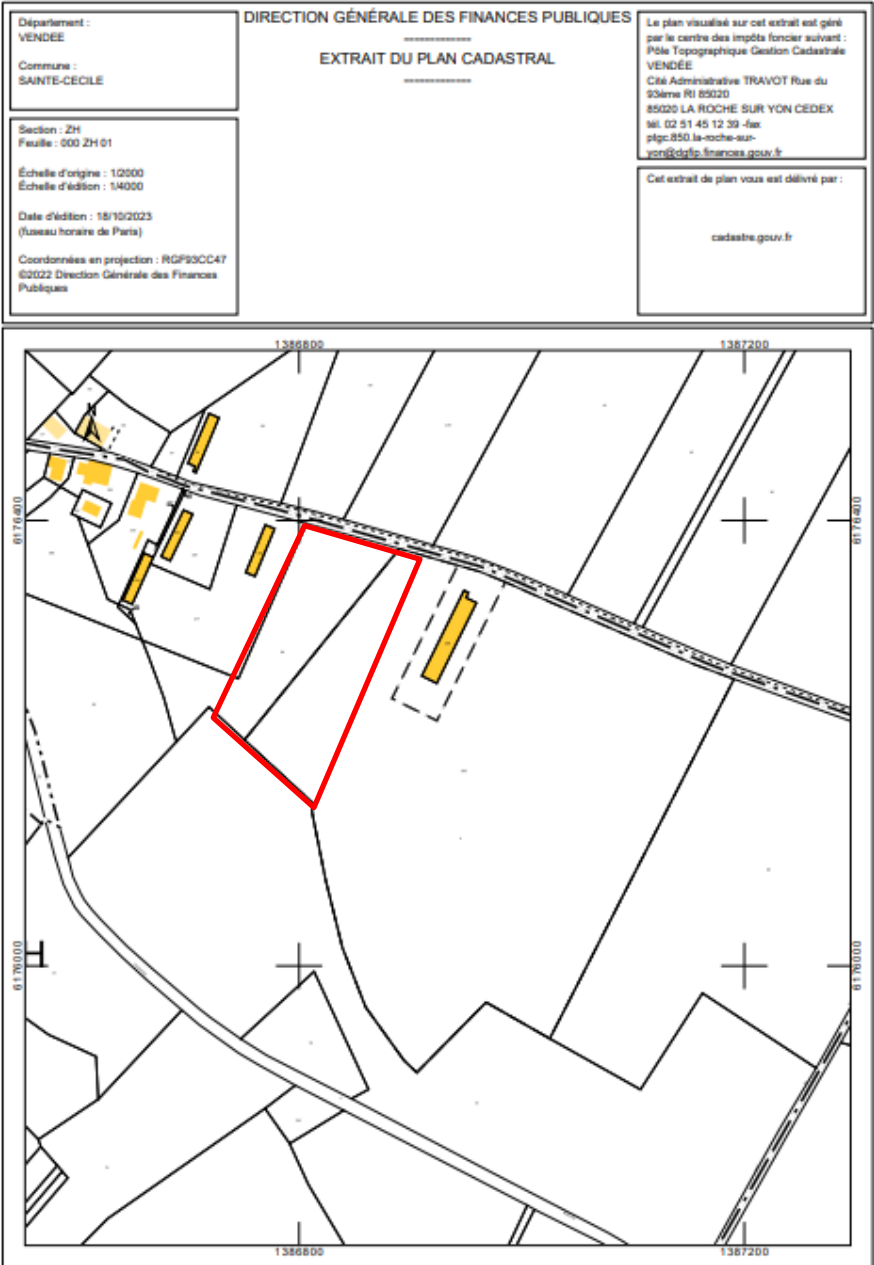 Département :
VENDEE
Commune :
SAINTE-CECILE
Section : ZH
Feuille : 000 ZH 01
Échelle d'origine : 1/2000
Échelle d'édition : 1/4000
Date d'édition : 18/10/2023
(fuseau horaire de Paris)
Coordonnées en projection : RGF93CC47
©2022 Direction Générale des Finances
Publiques
DIRECTION GÉNÉRALE DES FINANCES PUBLIQUES
-------------
EXTRAIT DU PLAN CADASTRAL
-------------
Le plan visualisé sur cet extrait est géré
par le centre des impôts foncier suivant :
Pôle Topographique Gestion Cadastrale
VENDÉE
Cité Administrative TRAVOT Rue du
93ème RI 85020
85020 LA ROCHE SUR YON CEDEX
tél. 02 51 45 12 39 -fax
ptgc.850.la-roche-sur-
yon@dgfip.finances.gouv.fr
Cet extrait de plan vous est délivré par :
cadastre.gouv.fr
1386800
1387200
6176400
6176400
6176000
6176000
1386800
1387200